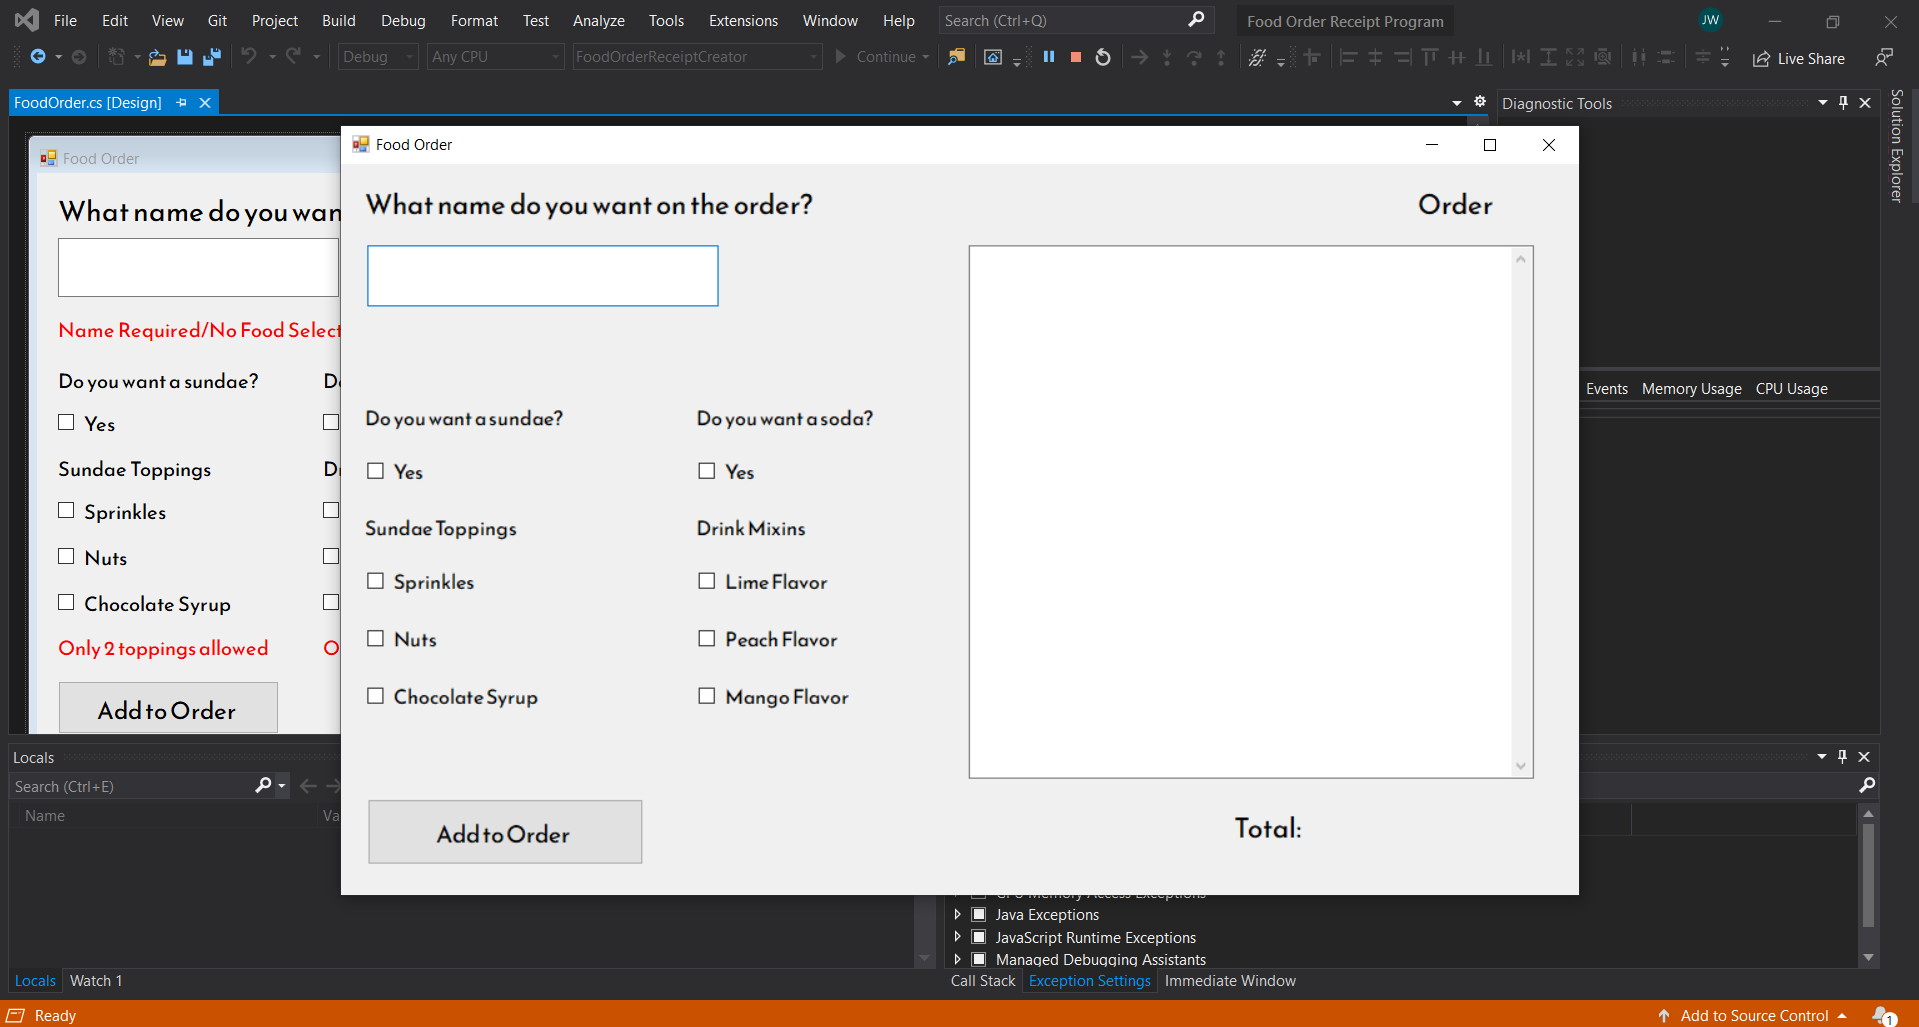 File Edit View Git Project Build Debug Format Test Analyze Tools Extensions Window Help Search (Ctrl+Q) Food Order Receipt Program JW
Debug Any CPU FoodOrderReceiptCreator Continue Live Share
FoodOrder.cs [Design]
Diagnostic Tools
Solution Explorer
Food Order
What name do you wan
Name Required/No Food Select
Do you want a sundae?
Yes
Sundae Toppings
Sprinkles
Nuts
Chocolate Syrup
Only 2 toppings allowed
Add to Order
Food Order
What name do you want on the order?
Order
Do you want a sundae?
Do you want a soda?
Yes
Yes
Sundae Toppings
Drink Mixins
Sprinkles
Lime Flavor
Nuts
Peach Flavor
Chocolate Syrup
Mango Flavor
Add to Order
Total:
Events Memory Usage CPU Usage
Locals
Search (Ctrl+E)
Name
Va
Java Exceptions
JavaScript Runtime Exceptions
Managed Debugging Assistants
Locals Watch 1
Call Stack Exception Settings Immediate Window
Ready
Add to Source Control
1